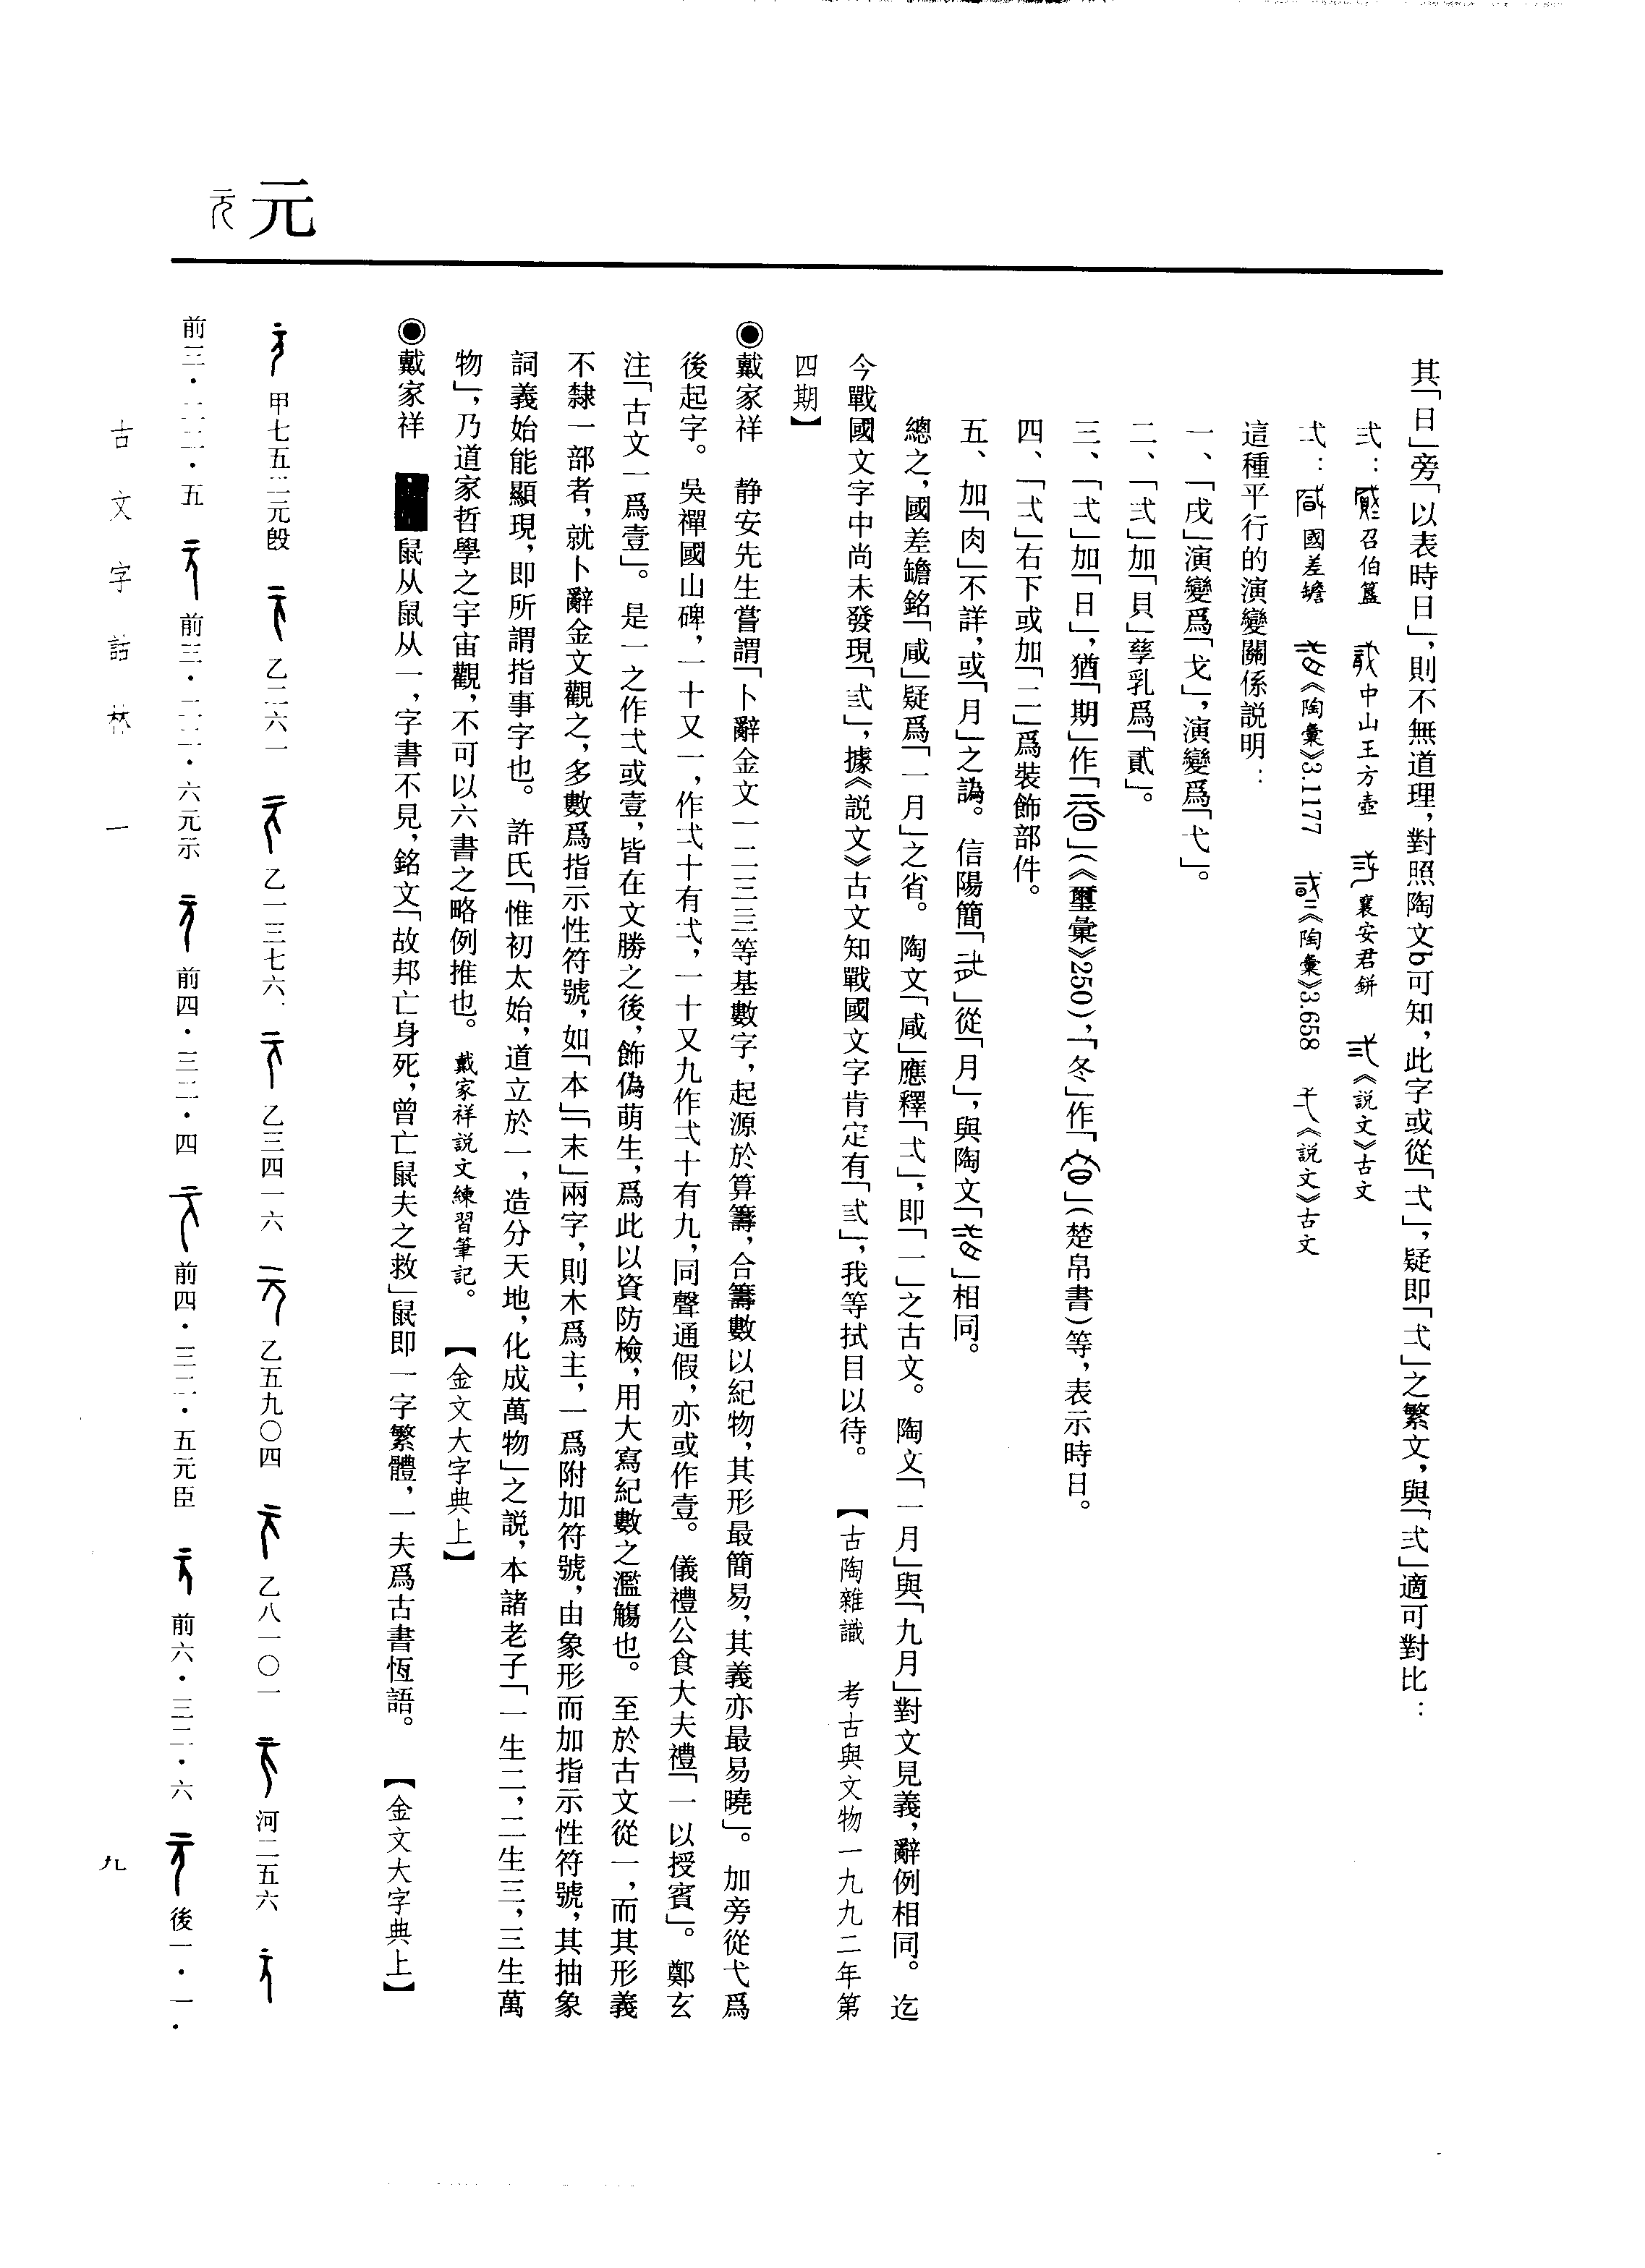 元
其「日」旁「以表時日」,則不無道理,對照陶文b可知,此字或從「弌」,疑即「弌」之繁文,與「弍」適可對比:
弍: 召伯簋 中山王方壺 襄安君鉼 《説文》古文
弌: 國差蟾 《陶彙》3.1177 《陶彙》3.658 《説文》古文
這種平行的演變關係説明:
一、「戌」演變爲「戈」,演變爲「弋」。
二、「弍」加「貝」孳乳爲「貳」。
三、「弌」加「日」,猶「期」作「 」(《璽彙》250),「冬」作「 」(楚帛書)等,表示時日。
四、「弌」右下或加「二」爲裝飾部件。
五、加「肉」不詳,或「月」之譌。信陽簡「 」從「月」,與陶文「 」相同。
總之,國差罎銘「咸」疑爲「一月」之省。陶文「咸」應釋「弌」,即「一」之古文。陶文「一月」與「九月」對文見義,辭例相同。迄
今戰國文字中尚未發現「弎」,據《説文》古文知戰國文字肯定有「弎」,我等拭目以待。 【古陶雜識 考古與文物一九九二年第
四期】
◉戴家祥 静安先生嘗謂「卜辭金文一二三亖等基數字,起源於算籌,合籌數以紀物,其形最簡易,其義亦最易曉」。加旁從弋爲
後起字。吳禪國山碑,一十又一,作弌十有弌,一十又九作弌十有九,同聲通假,亦或作壹。儀禮公食大夫禮「一以授賓」。鄭玄
注「古文一爲壹」。是一之作弌或壹,皆在文勝之後,飾偽萌生,爲此以資防檢,用大寫紀數之濫觴也。至於古文從一,而其形義
不隸一部者,就卜辭金文觀之,多數爲指示性符號,如「本」「末」兩字,則木爲主,一爲附加符號,由象形而加指示性符號,其抽象
詞義始能顯現,即所謂指事字也。許氏「惟初太始,道立於一,造分天地,化成萬物」之説,本諸老子「一生二,二生三,三生萬
物」,乃道家哲學之宇宙觀,不可以六書之略例推也。戴家祥説文練習筆記。 【金文大字典上】
◉戴家祥 鼠从鼠从一,字書不見,銘文「故邦亡身死,曾亡鼠夫之救」鼠即一字繁體,一夫爲古書恆語。 【金文大字典上】
甲七五二元殷 乙二六一 乙一三七六 乙三四一六 乙五九〇四 乙八一〇一 河二五六
前三·二二·五 前三·二二·六元示 前四·三二·四 前四·三二·五元臣 前六·三二·六 後一·一·
古文字詁林 一
九